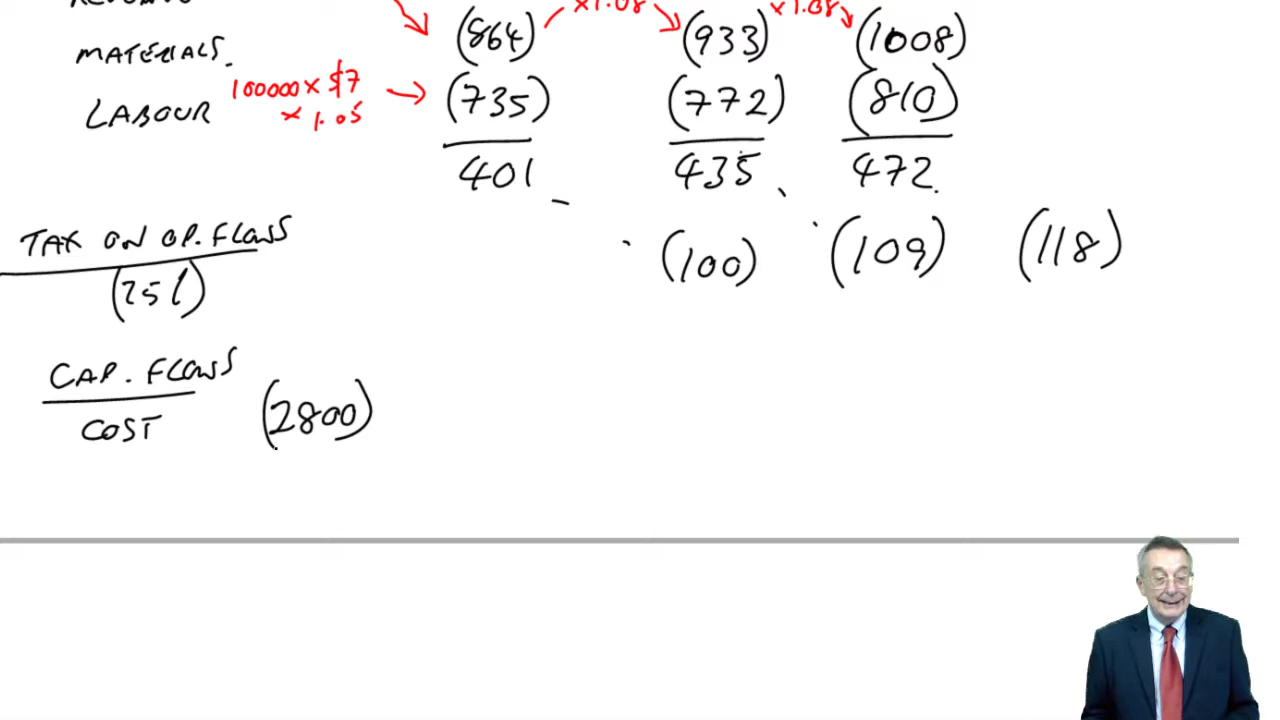 ×1.08 ×1.08
(864) (933) (1008)
MATERIALS.
100000 × $7 (735) (772) (810)
LABOUR × 1.05
401 435 472.
TAX ON OP. FLOWS
(100) (109) (118)
(25%)
CAP. FLOWS
COST (2800)